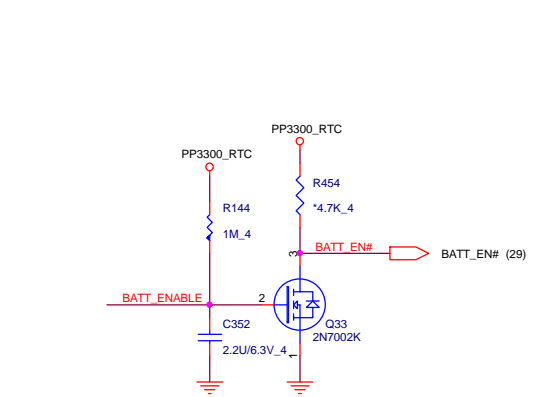 PP3300_RTC
PP3300_RTC
R454
*4.7K_4
R144
1M_4
3
BATT_EN#
BATT_EN# (29)
BATT_ENABLE
2
C352
2.2U/6.3V_4
Q33
2N7002K
1